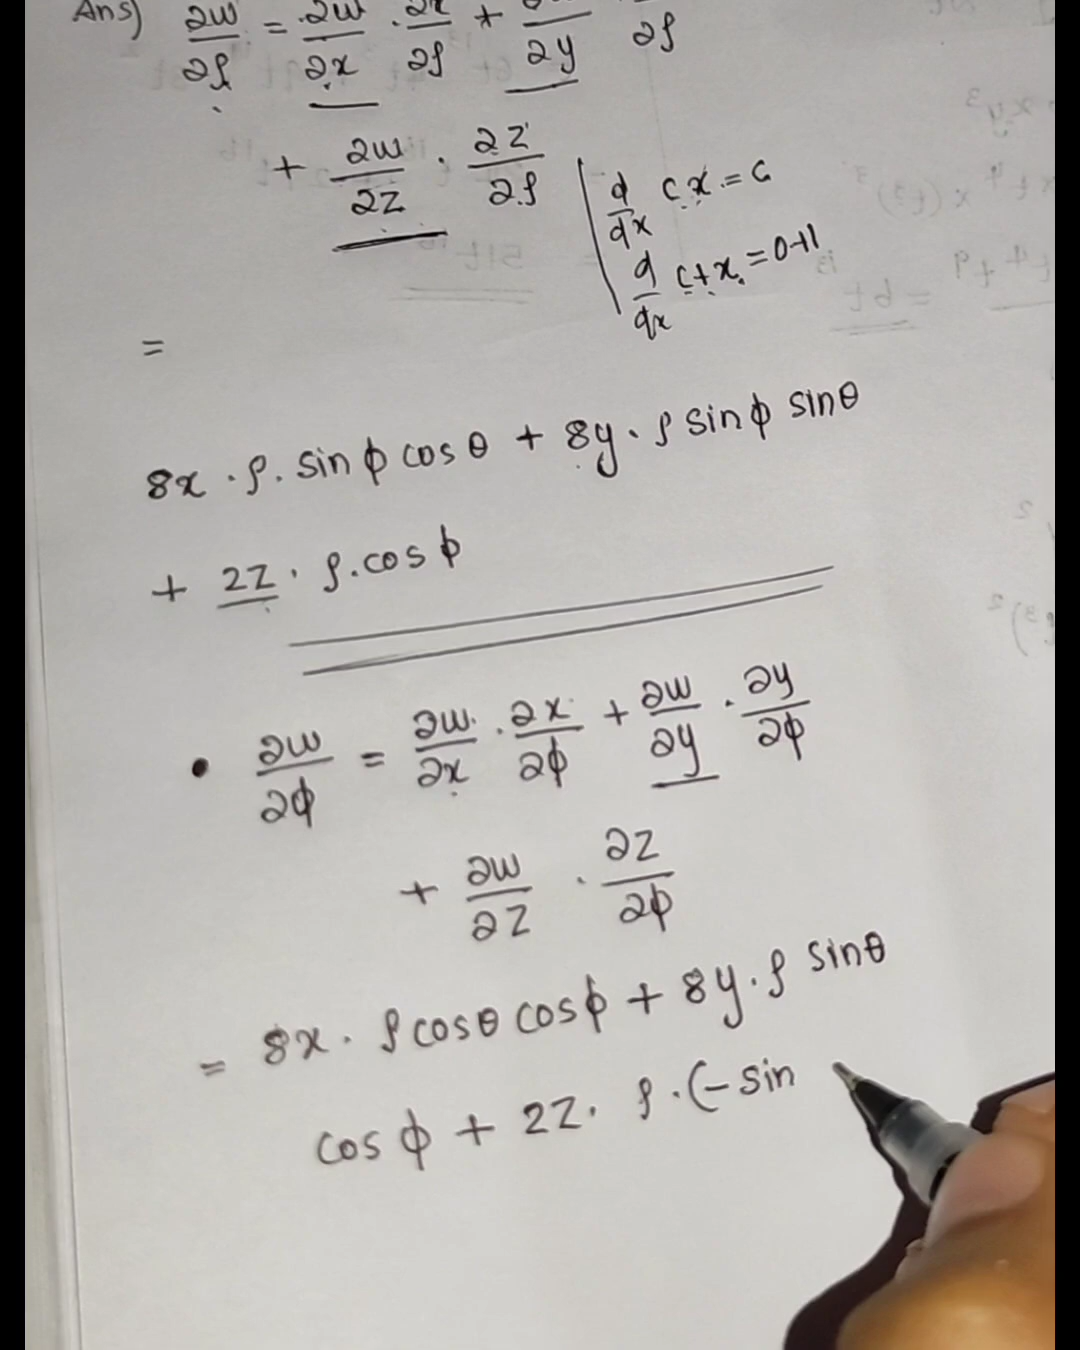 Ans) ∂w/∂ρ = ∂w/∂x · ∂x/∂ρ + ∂w/∂y ∂ρ
+ ∂w/∂z · ∂z/∂ρ
d/dx cx = c
d/dx c+x = 0+1
=
8x · ρ · sin ϕ cos θ + 8y · ρ sin ϕ sin θ
+ 2z · ρ · cos ϕ
• ∂w/∂ϕ = ∂w/∂x · ∂x/∂ϕ + ∂w/∂y · ∂y/∂ϕ
+ ∂w/∂z · ∂z/∂ϕ
= 8x · ρ cos θ cos ϕ + 8y · ρ sin θ
cos ϕ + 2z · ρ · (- sin